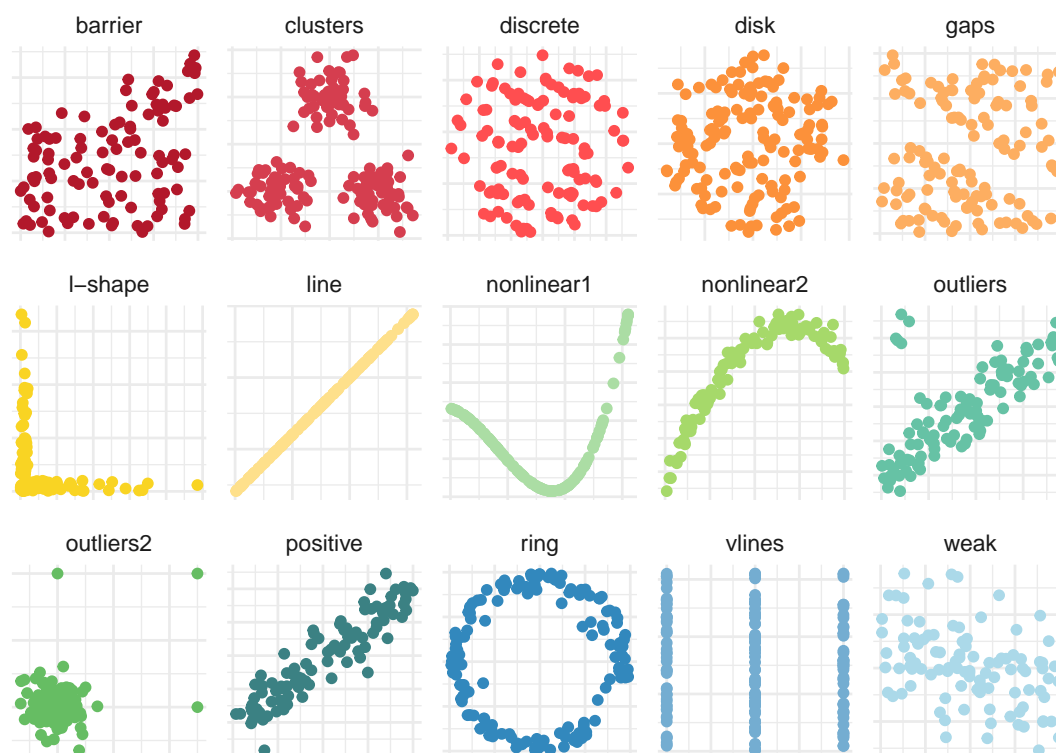 barrier clusters discrete disk gaps
l−shape line nonlinear1 nonlinear2 outliers
outliers2 positive ring vlines weak